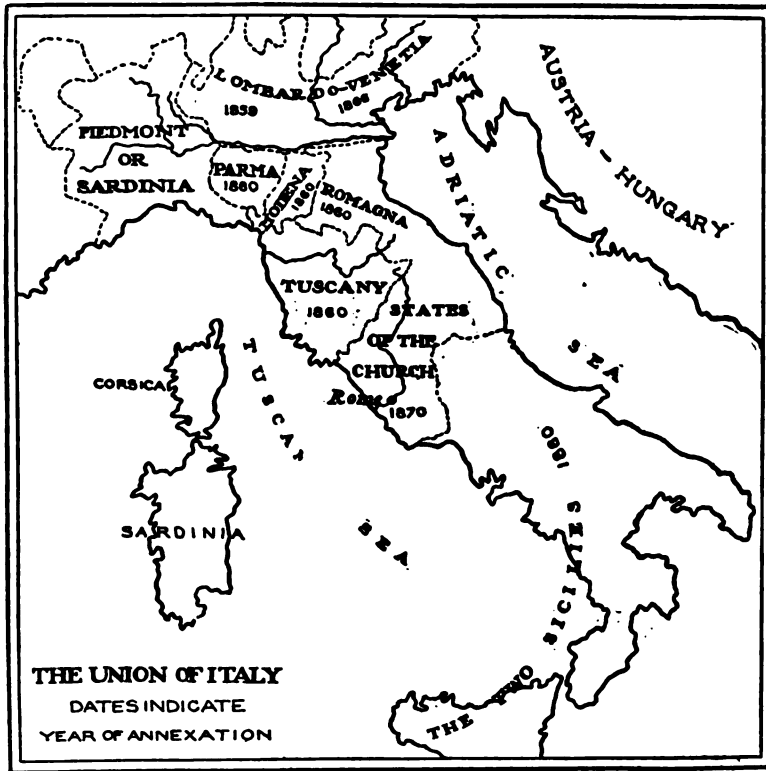 LOMBARDO-VENETIA
1859
1866
AUSTRIA - HUNGARY
PIEDMONT
OR
SARDINIA
PARMA
1860
MODENA
1860
ROMAGNA
1860
ADRIATIC
SEA
TUSCANY
1860
STATES
OF THE
CHURCH
Rome
1870
CORSICA
TUSCAY
SEA
SARDINIA
1860
THE TWO SICILIES
THE UNION OF ITALY
DATES INDICATE
YEAR OF ANNEXATION